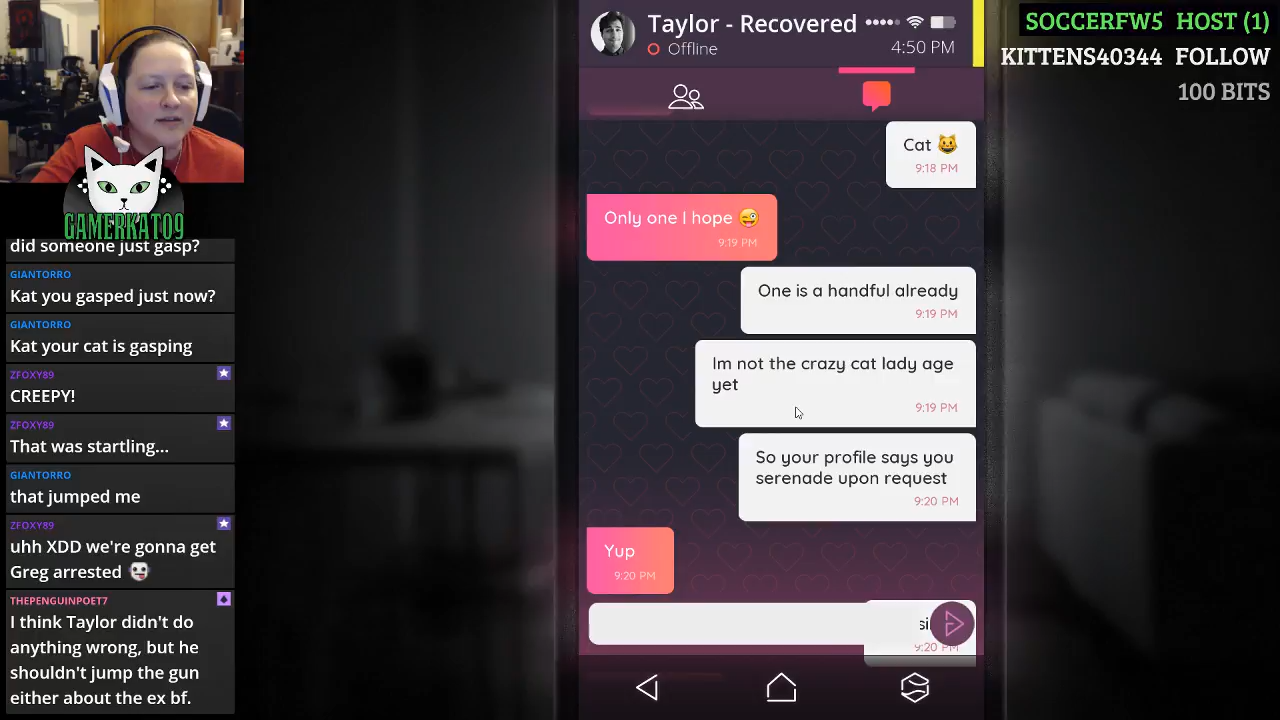 SOCCERFW5 HOST (1)
KITTENS40344 FOLLOW
100 BITS
GAMERKAT09
did someone just gasp?
GIANTORRO
Kat you gasped just now?
GIANTORRO
Kat your cat is gasping
ZFOXY89
CREEPY!
ZFOXY89
That was startling...
GIANTORRO
that jumped me
ZFOXY89
uhh XDD we're gonna get
Greg arrested 👻
THEPENGUINPOET7
I think Taylor didn't do
anything wrong, but he
shouldn't jump the gun
either about the ex bf.
Taylor - Recovered
Offline
4:50 PM
Cat 😺
9:18 PM
Only one I hope 😜
9:19 PM
One is a handful already
9:19 PM
Im not the crazy cat lady age
yet
9:19 PM
So your profile says you
serenade upon request
9:20 PM
Yup
9:20 PM
9:20 PM